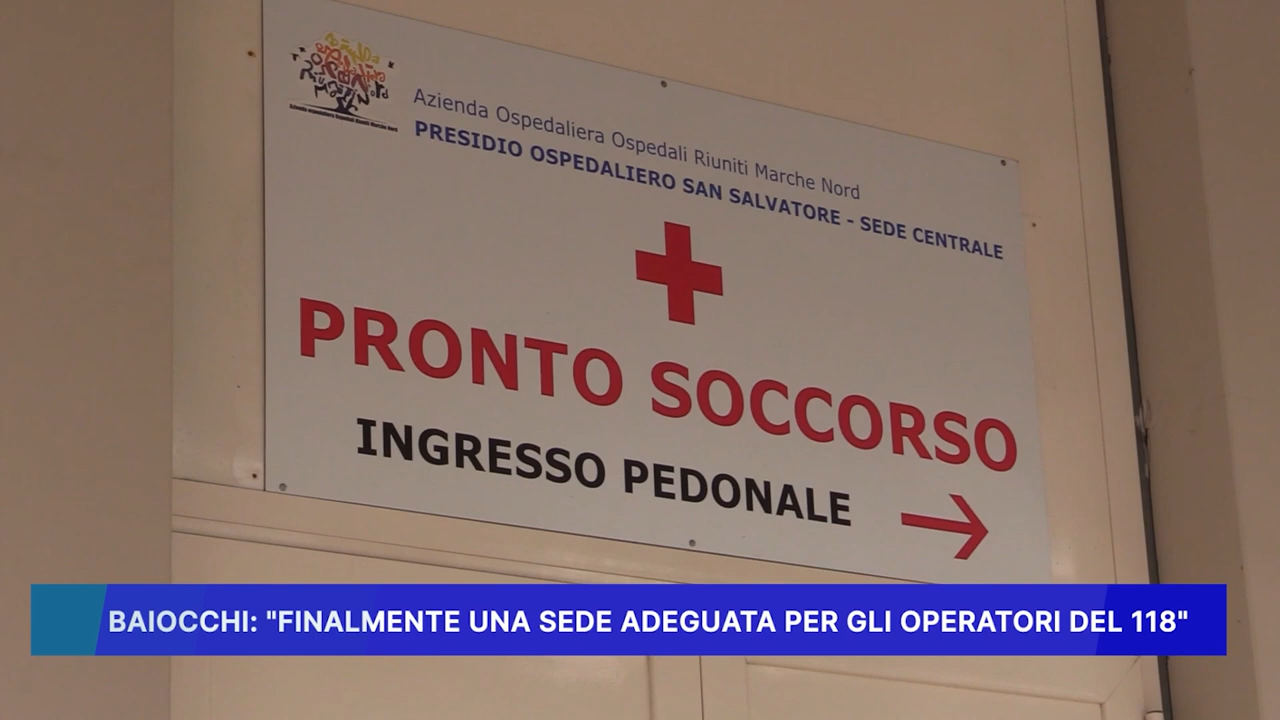 Azienda Ospedaliera Ospedali Riuniti Marche Nord
PRESIDIO OSPEDALIERO SAN SALVATORE - SEDE CENTRALE
PRONTO SOCCORSO
INGRESSO PEDONALE
BAIOCCHI: "FINALMENTE UNA SEDE ADEGUATA PER GLI OPERATORI DEL 118"